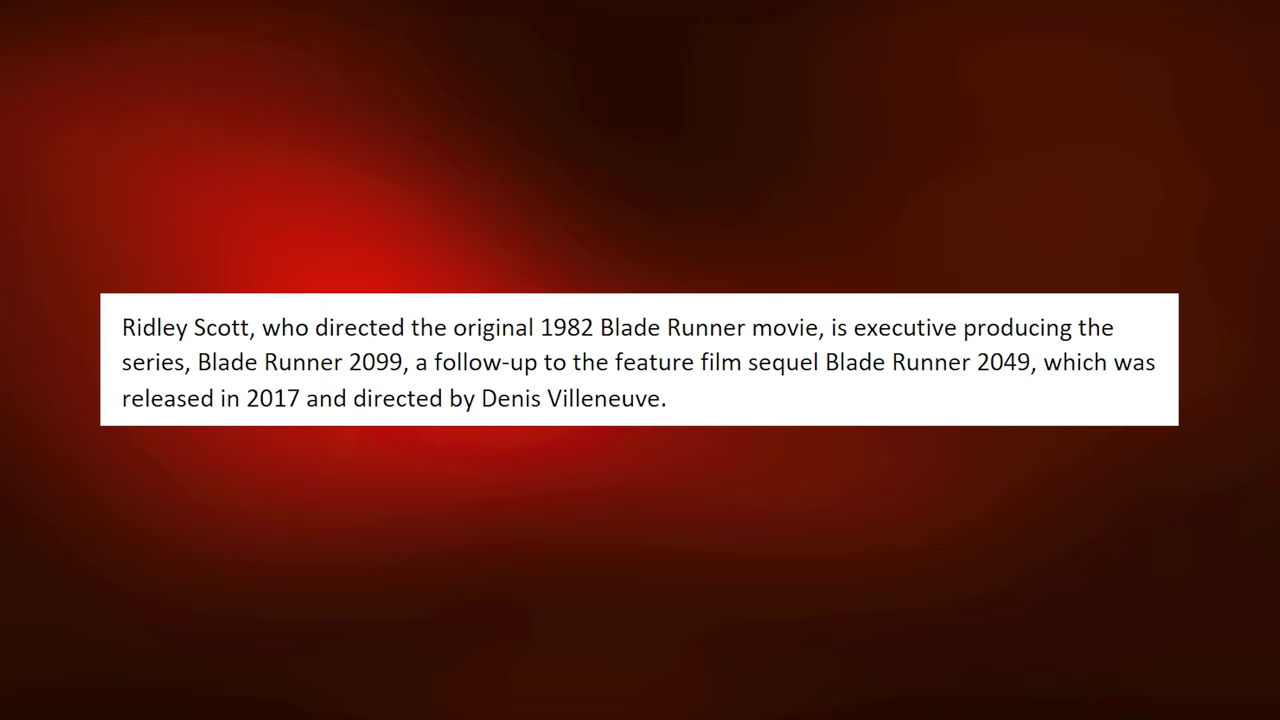 Ridley Scott, who directed the original 1982 Blade Runner movie, is executive producing the
series, Blade Runner 2099, a follow-up to the feature film sequel Blade Runner 2049, which was
released in 2017 and directed by Denis Villeneuve.